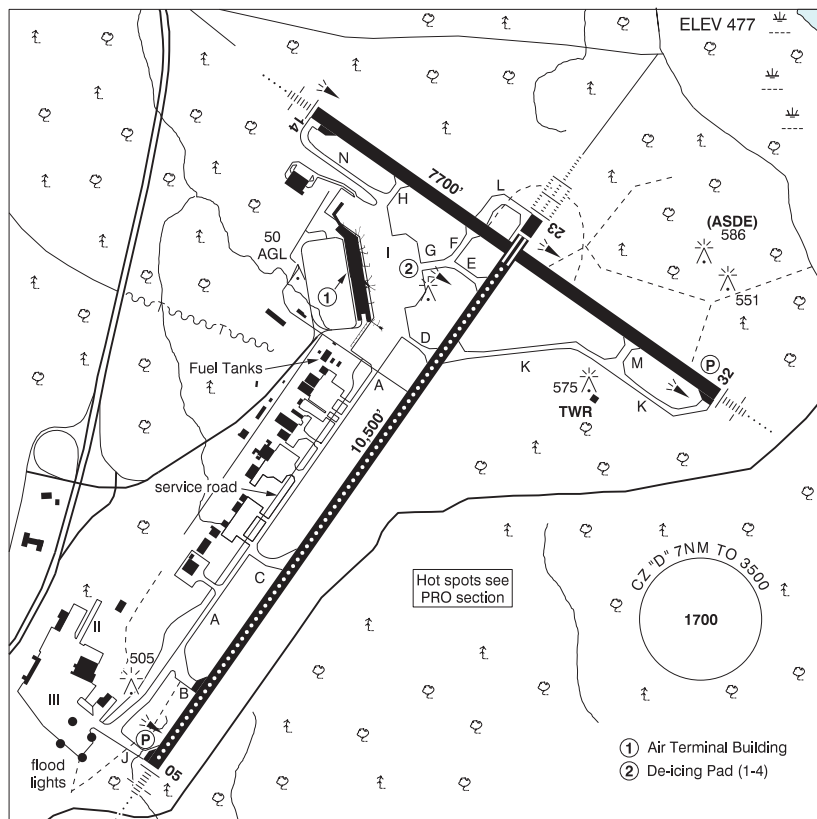 ELEV 477
14
N
7700'
H
L
23
(ASDE)
586
50
AGL
I
G
F
2
E
551
1
D
P
32
Fuel Tanks
A
K
M
575
K
TWR
10,500'
service road
C
Hot spots see
PRO section
CZ "D" 7NM TO 3500
1700
A
II
505
B
III
P
J
05
flood
lights
1 Air Terminal Building
2 De-icing Pad (1-4)